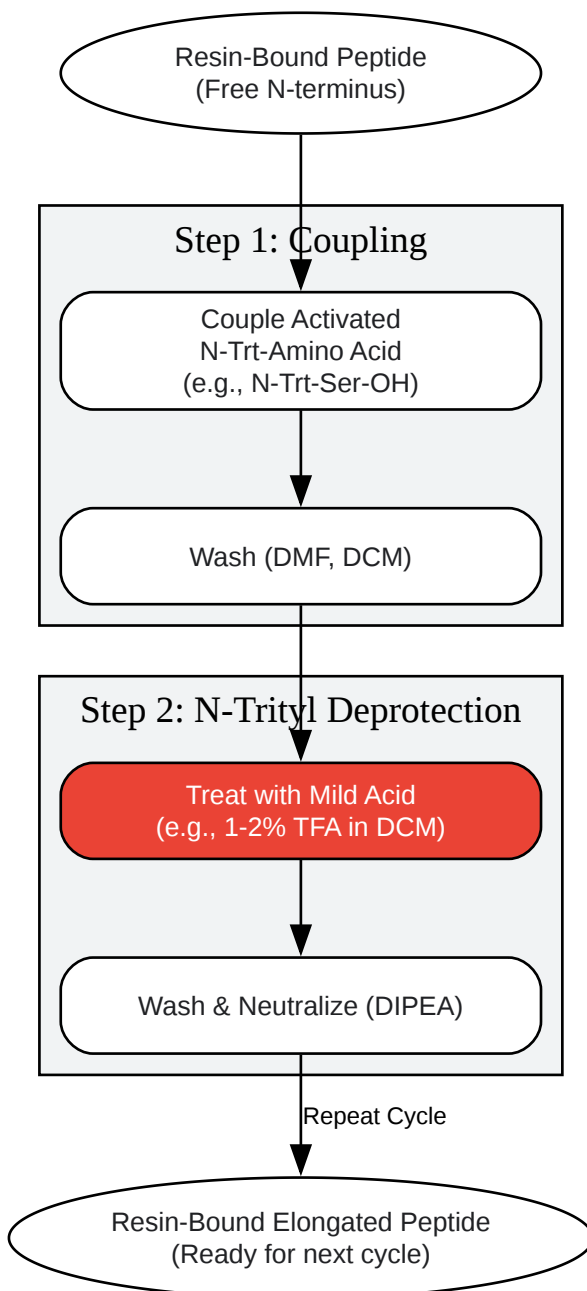 Resin-Bound Peptide
(Free N-terminus)
Step 1: Coupling
Couple Activated
N-Trt-Amino Acid
(e.g., N-Trt-Ser-OH)
Wash (DMF, DCM)
Step 2: N-Trityl Deprotection
Treat with Mild Acid
(e.g., 1-2% TFA in DCM)
Wash & Neutralize (DIPEA)
Repeat Cycle
Resin-Bound Elongated Peptide
(Ready for next cycle)